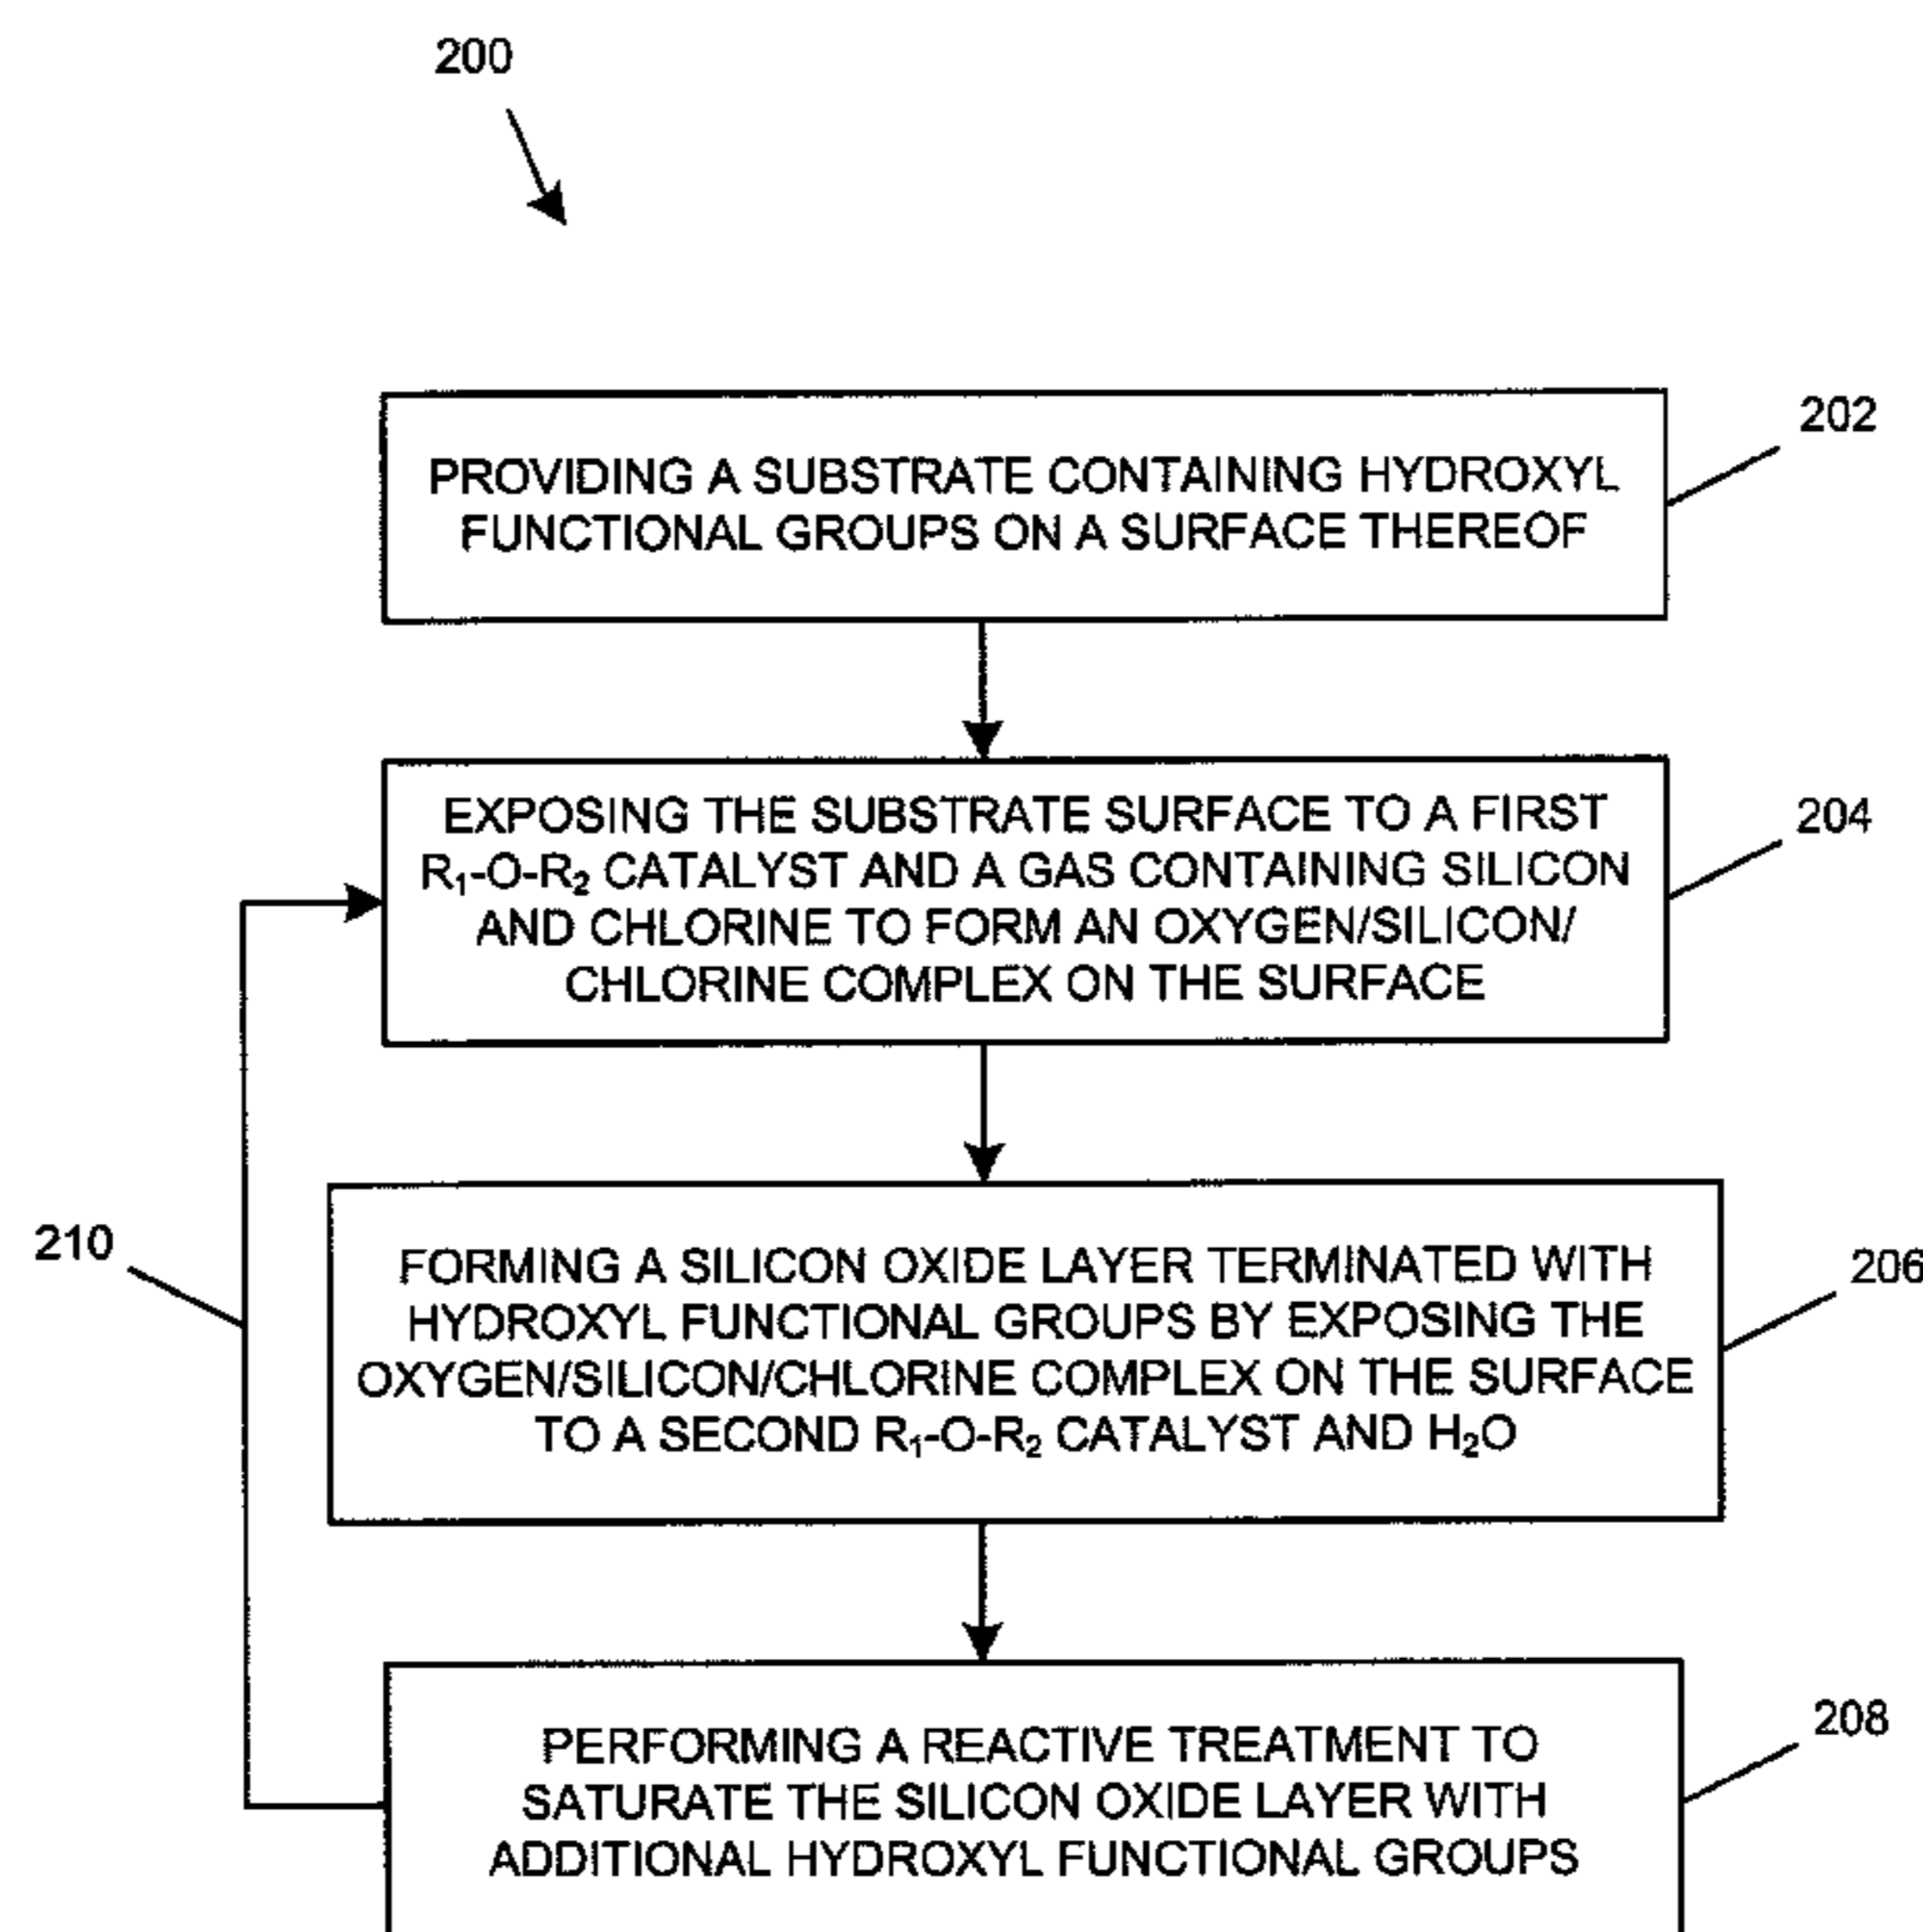 200
PROVIDING A SUBSTRATE CONTAINING HYDROXYL
FUNCTIONAL GROUPS ON A SURFACE THEREOF
202
EXPOSING THE SUBSTRATE SURFACE TO A FIRST
R₁-O-R₂ CATALYST AND A GAS CONTAINING SILICON
AND CHLORINE TO FORM AN OXYGEN/SILICON/
CHLORINE COMPLEX ON THE SURFACE
204
210
FORMING A SILICON OXIDE LAYER TERMINATED WITH
HYDROXYL FUNCTIONAL GROUPS BY EXPOSING THE
OXYGEN/SILICON/CHLORINE COMPLEX ON THE SURFACE
TO A SECOND R₁-O-R₂ CATALYST AND H₂O
206
PERFORMING A REACTIVE TREATMENT TO
SATURATE THE SILICON OXIDE LAYER WITH
ADDITIONAL HYDROXYL FUNCTIONAL GROUPS
208